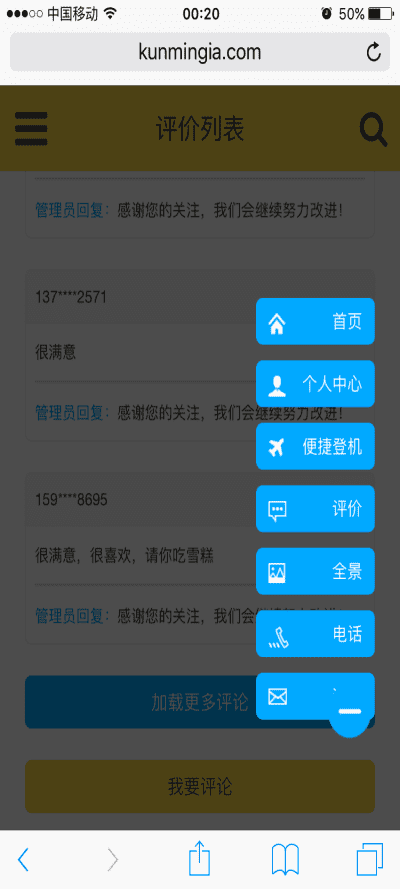 中国移动 00:20 50%
kunmingia.com
评价列表
管理员回复：感谢您的关注，我们会继续努力改进！
137****2571
首页
很满意
个人中心
管理员回复：感谢您的关注，我们会继续努力改进！
便捷登机
159****8695
评价
很满意，很喜欢，请你吃雪糕
全景
管理员回复：感谢您的关注，我们会
电话
加载更多评论
我要评论